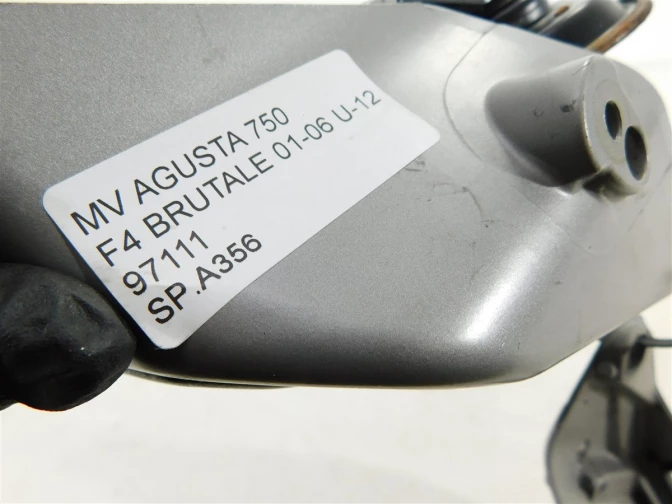 MV AGUSTA 750
F4 BRUTALE 01-06 U-12
97111
SP.A356